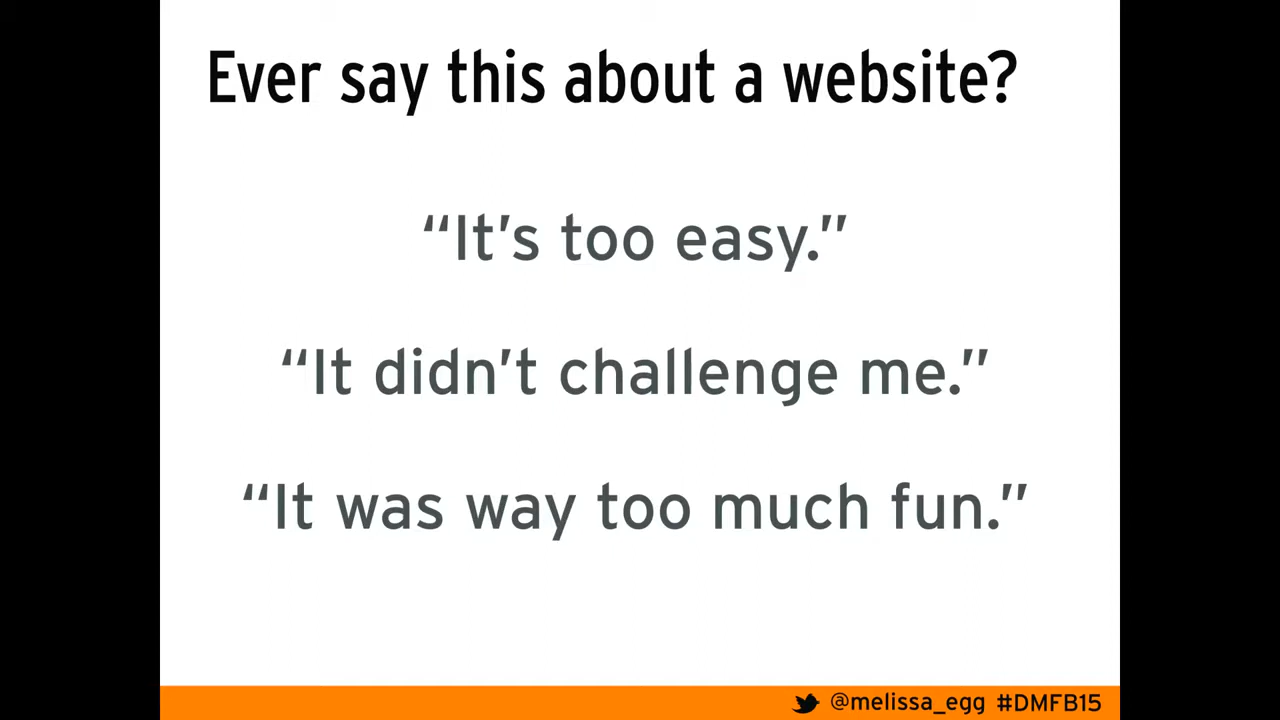 Ever say this about a website?
“It’s too easy.”
“It didn’t challenge me.”
“It was way too much fun.”
@melissa_egg #DMFB15